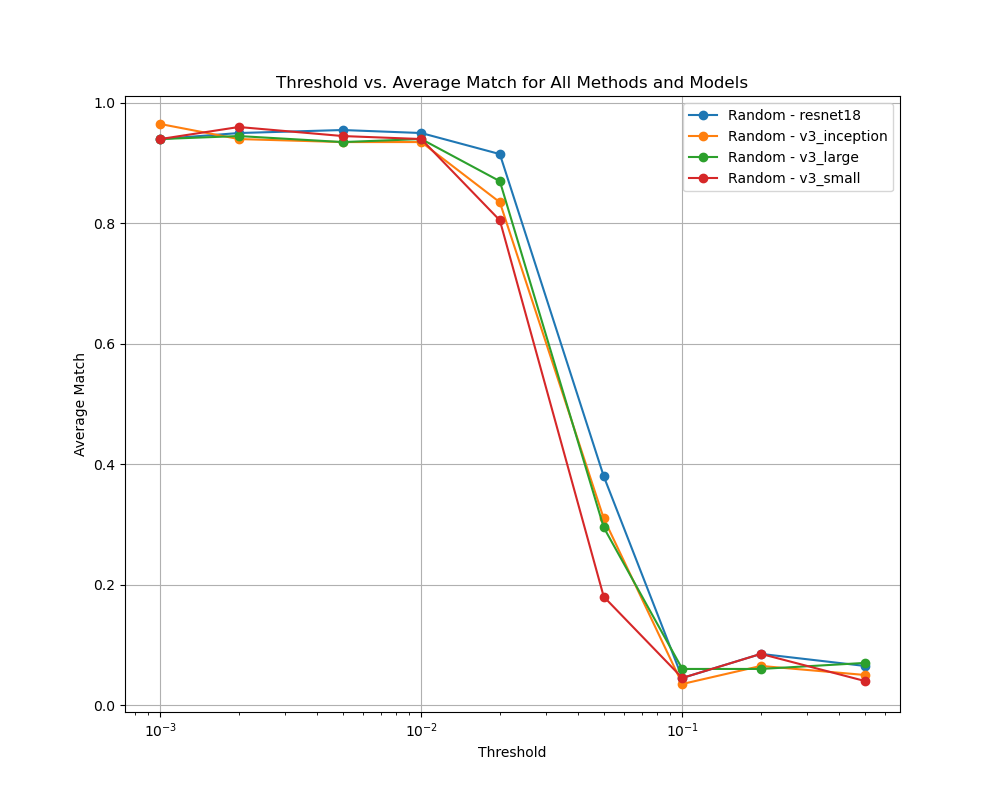 Threshold vs. Average Match for All Methods and Models
Random - resnet18
Random - v3_inception
Random - v3_large
Random - v3_small
1.0
0.8
0.6
0.4
0.2
0.0
Average Match
10⁻³
10⁻²
10⁻¹
Threshold